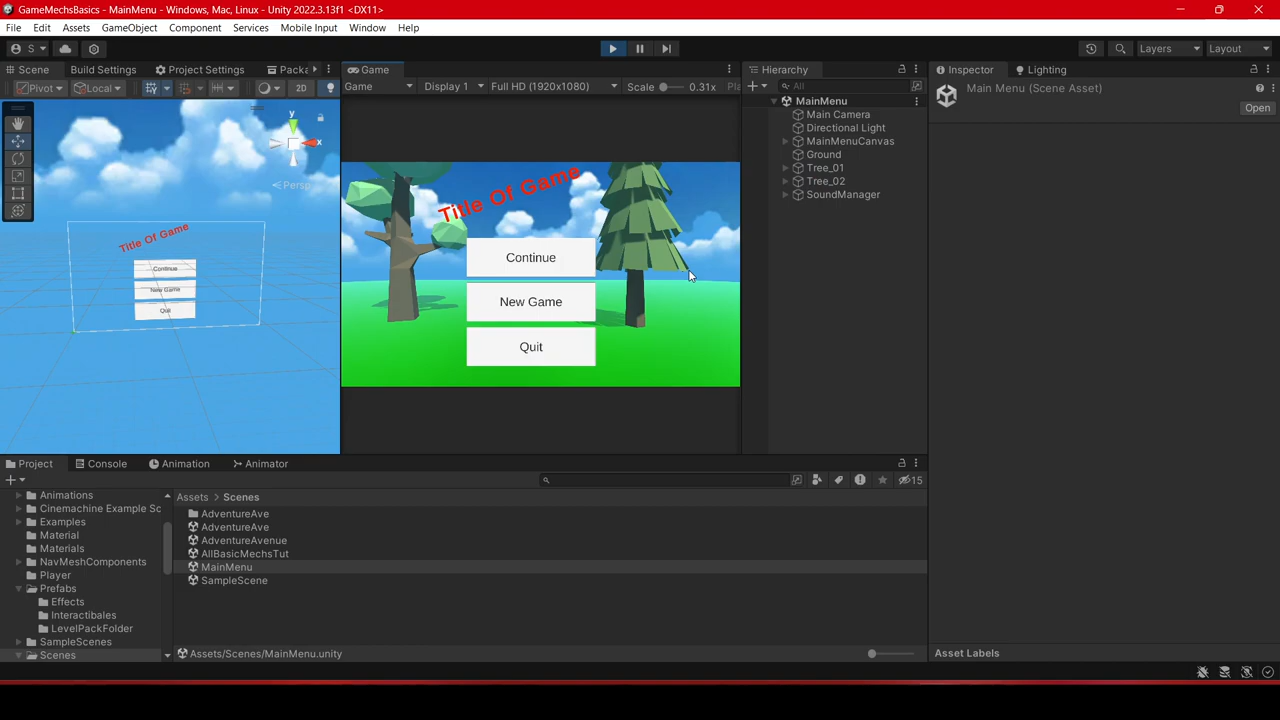 GameMechsBasics - MainMenu - Windows, Mac, Linux - Unity 2022.3.13f1 <DX11>
File Edit Assets GameObject Component Services Mobile Input Window Help
S Layers Layout
Scene Build Settings Project Settings Packa Game Hierarchy Inspector Lighting
Pivot Local 2D Game Display 1 Full HD (1920x1080) Scale 0.31x Pla All
Main Menu (Scene Asset)
Open
MainMenu
Main Camera
Directional Light
MainMenuCanvas
Ground
Tree_01
Tree_02
SoundManager
y
x
Persp
Title Of Game
Continue
New Game
Quit
Title Of Game
Continue
New Game
Quit
Project Console Animation Animator
15
Animations
Cinemachine Example Sc
Examples
Material
Materials
NavMeshComponents
Player
Prefabs
Effects
Interactibales
LevelPackFolder
SampleScenes
Scenes
Assets > Scenes
AdventureAve
AdventureAve
AdventureAvenue
AllBasicMechsTut
MainMenu
SampleScene
Assets/Scenes/MainMenu.unity
Asset Labels